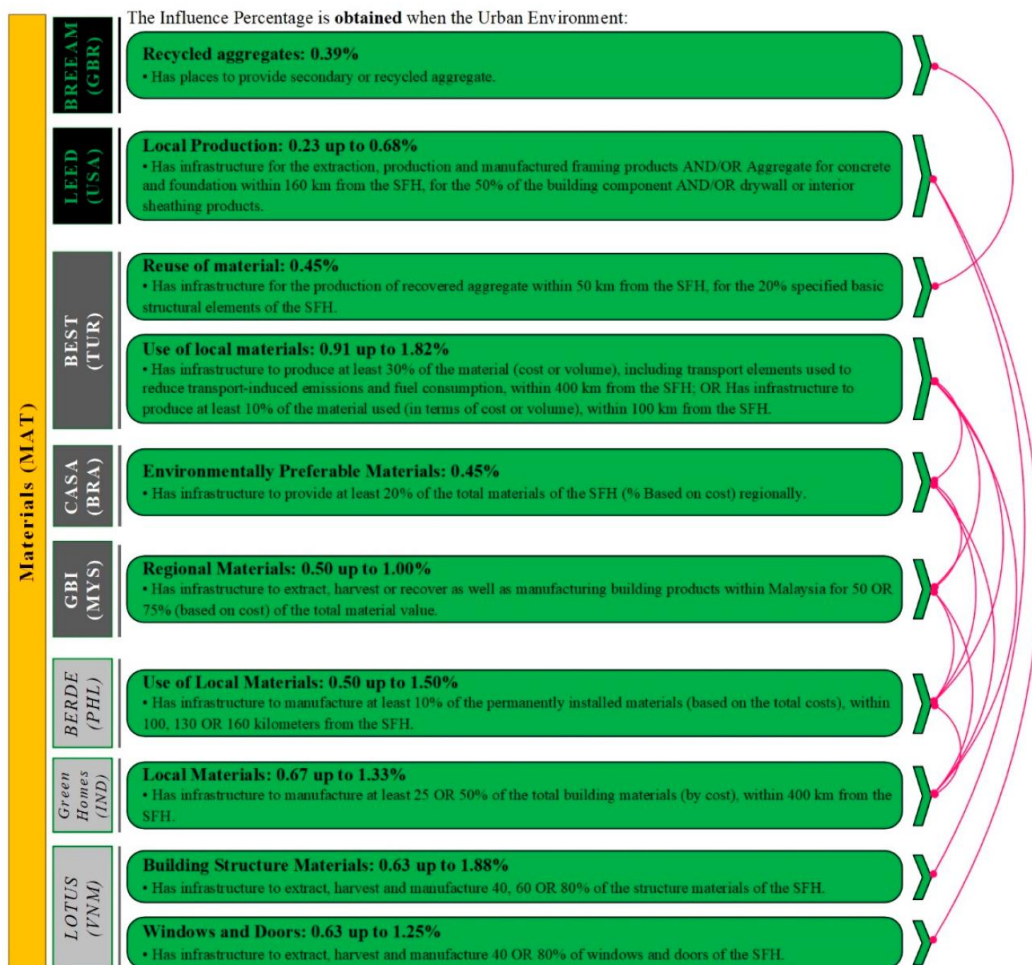 The Influence Percentage is obtained when the Urban Environment:
Materials (MAT)
BREEAM
(GBR)
Recycled aggregates: 0.39%
• Has places to provide secondary or recycled aggregate.
LEED
(USA)
Local Production: 0.23 up to 0.68%
• Has infrastructure for the extraction, production and manufactured framing products AND/OR Aggregate for concrete
and foundation within 160 km from the SFH, for the 50% of the building component AND/OR drywall or interior
sheathing products.
BEST
(TUR)
Reuse of material: 0.45%
• Has infrastructure for the production of recovered aggregate within 50 km from the SFH, for the 20% specified basic
structural elements of the SFH.
Use of local materials: 0.91 up to 1.82%
• Has infrastructure to produce at least 30% of the material (cost or volume), including transport elements used to
reduce transport-induced emissions and fuel consumption, within 400 km from the SFH; OR Has infrastructure to
produce at least 10% of the material used (in terms of cost or volume), within 100 km from the SFH.
CASA
(BRA)
Environmentally Preferable Materials: 0.45%
• Has infrastructure to provide at least 20% of the total materials of the SFH (% Based on cost) regionally.
GBI
(MYS)
Regional Materials: 0.50 up to 1.00%
• Has infrastructure to extract, harvest or recover as well as manufacturing building products within Malaysia for 50 OR
75% (based on cost) of the total material value.
BERDE
(PHL)
Use of Local Materials: 0.50 up to 1.50%
• Has infrastructure to manufacture at least 10% of the permanently installed materials (based on the total costs), within
100, 130 OR 160 kilometers from the SFH.
Green
Homes
(IND)
Local Materials: 0.67 up to 1.33%
• Has infrastructure to manufacture at least 25 OR 50% of the total building materials (by cost), within 400 km from the
SFH.
LOTUS
(VNM)
Building Structure Materials: 0.63 up to 1.88%
• Has infrastructure to extract, harvest and manufacture 40, 60 OR 80% of the structure materials of the SFH.
Windows and Doors: 0.63 up to 1.25%
• Has infrastructure to extract, harvest and manufacture 40 OR 80% of windows and doors of the SFH.